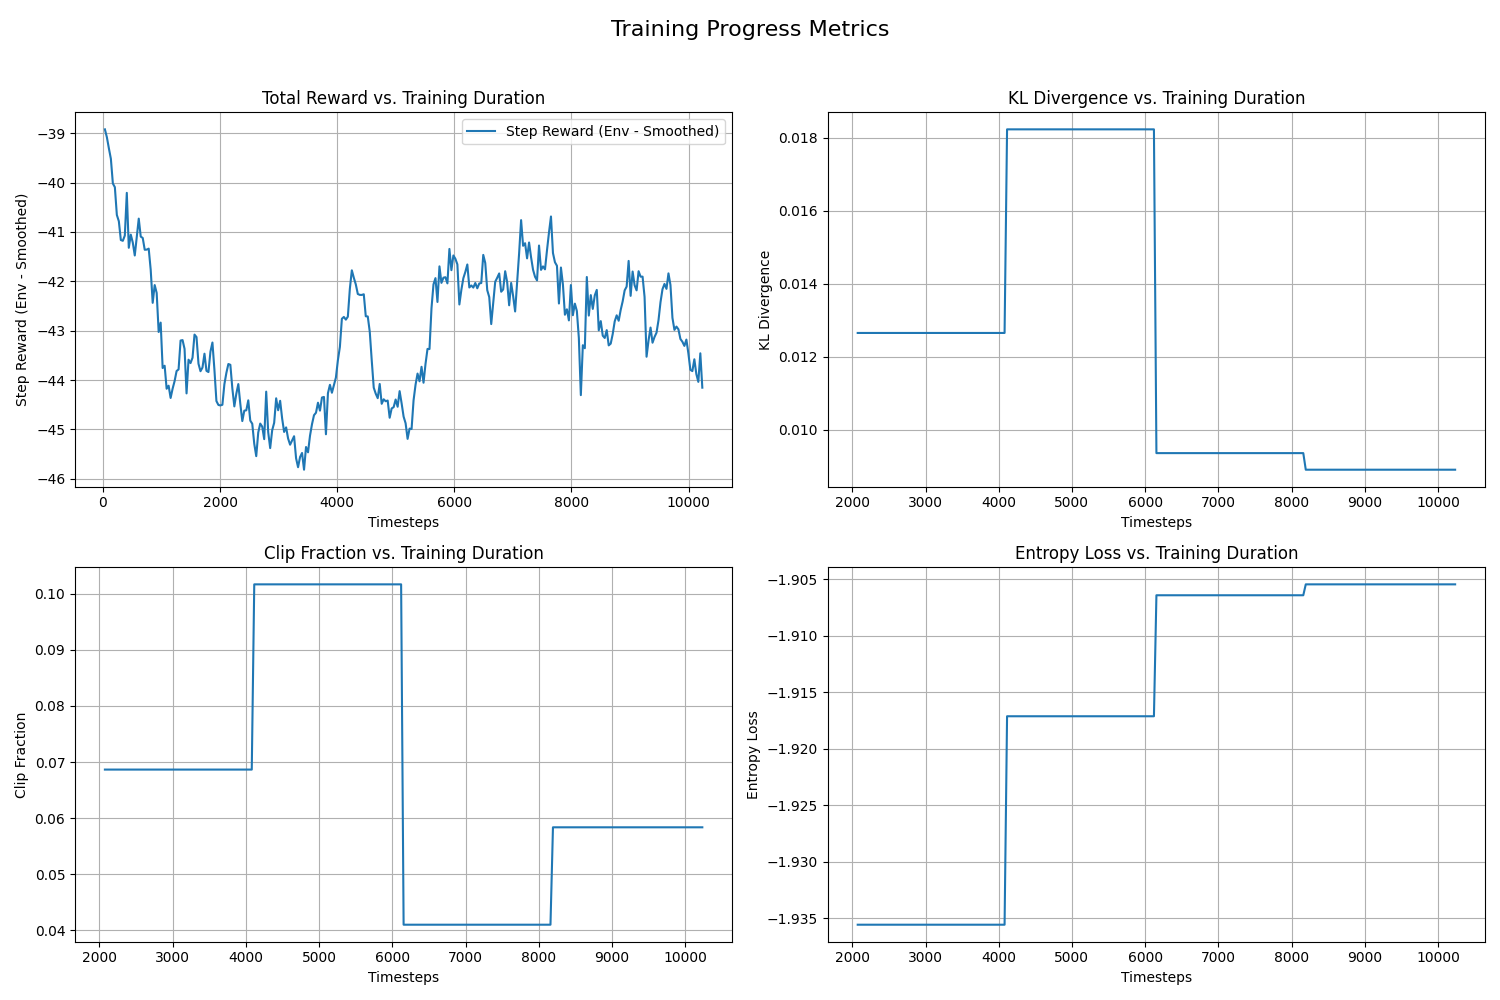 Training Progress Metrics
Total Reward vs. Training Duration
Step Reward (Env - Smoothed)
Step Reward (Env - Smoothed)
−39
−40
−41
−42
−43
−44
−45
−46
0 2000 4000 6000 8000 10000
Timesteps
KL Divergence vs. Training Duration
KL Divergence
0.018
0.016
0.014
0.012
0.010
2000 3000 4000 5000 6000 7000 8000 9000 10000
Timesteps
Clip Fraction vs. Training Duration
Clip Fraction
0.10
0.09
0.08
0.07
0.06
0.05
0.04
2000 3000 4000 5000 6000 7000 8000 9000 10000
Timesteps
Entropy Loss vs. Training Duration
Entropy Loss
−1.905
−1.910
−1.915
−1.920
−1.925
−1.930
−1.935
2000 3000 4000 5000 6000 7000 8000 9000 10000
Timesteps